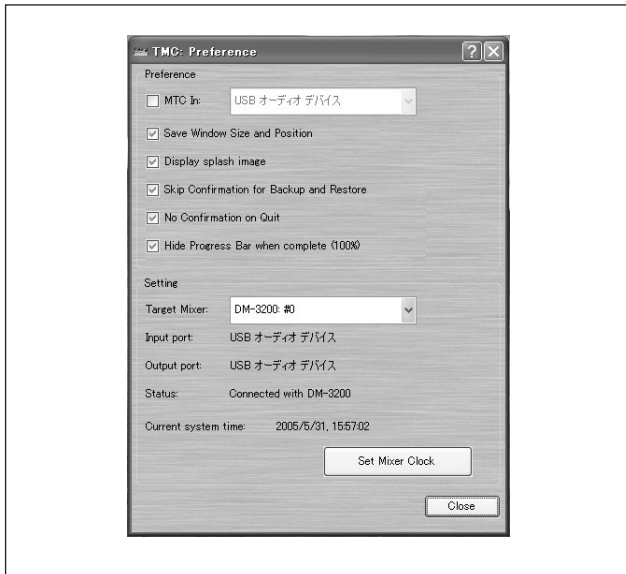 TMC: Preference
Preference
MTC In: USB オーディオ デバイス
Save Window Size and Position
Display splash image
Skip Confirmation for Backup and Restore
No Confirmation on Quit
Hide Progress Bar when complete (100%)
Setting
Target Mixer: DM-3200: #0
Input port: USB オーディオ デバイス
Output port: USB オーディオ デバイス
Status: Connected with DM-3200
Current system time: 2005/5/31, 15:57:02
Set Mixer Clock
Close